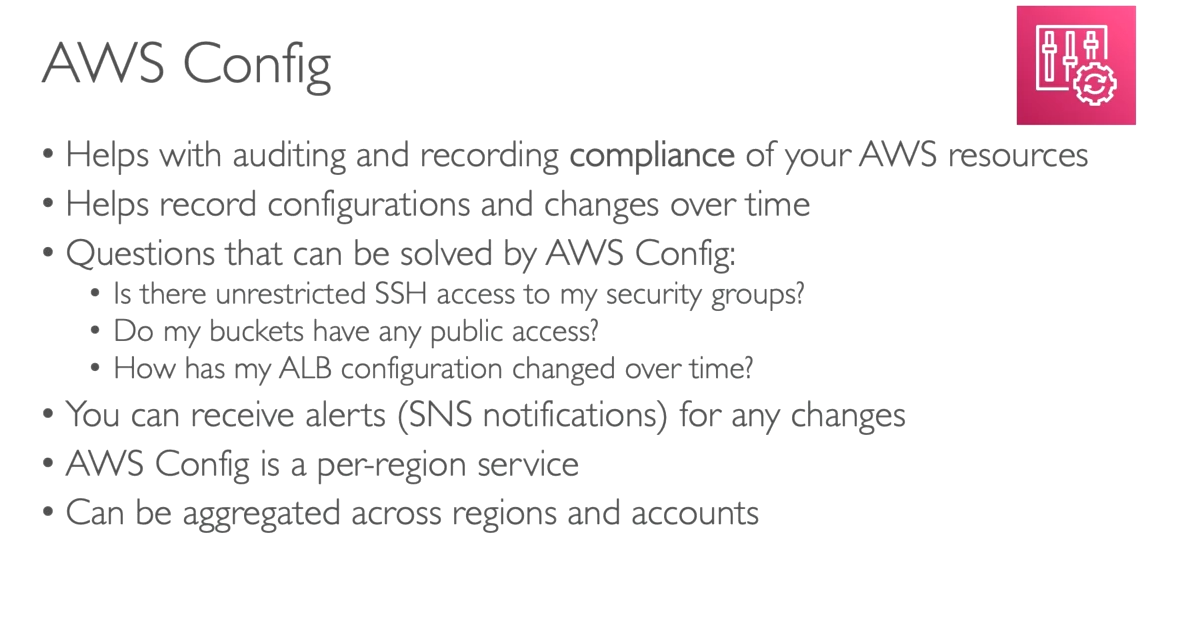 AWS Config
• Helps with auditing and recording compliance of your AWS resources
• Helps record configurations and changes over time
• Questions that can be solved by AWS Config:
• Is there unrestricted SSH access to my security groups?
• Do my buckets have any public access?
• How has my ALB configuration changed over time?
• You can receive alerts (SNS notifications) for any changes
• AWS Config is a per-region service
• Can be aggregated across regions and accounts